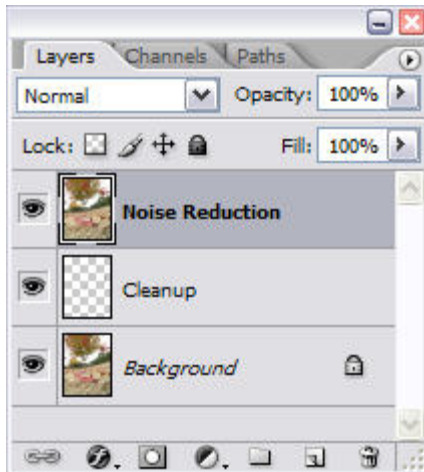 Layers Channels Paths
Normal Opacity: 100%
Lock: Fill: 100%
Noise Reduction
Cleanup
Background